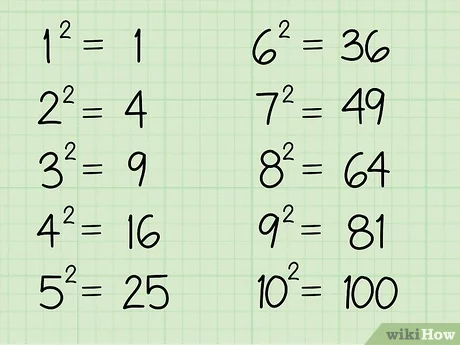 1² = 1
2² = 4
3² = 9
4² = 16
5² = 25
6² = 36
7² = 49
8² = 64
9² = 81
10² = 100
wikiHow